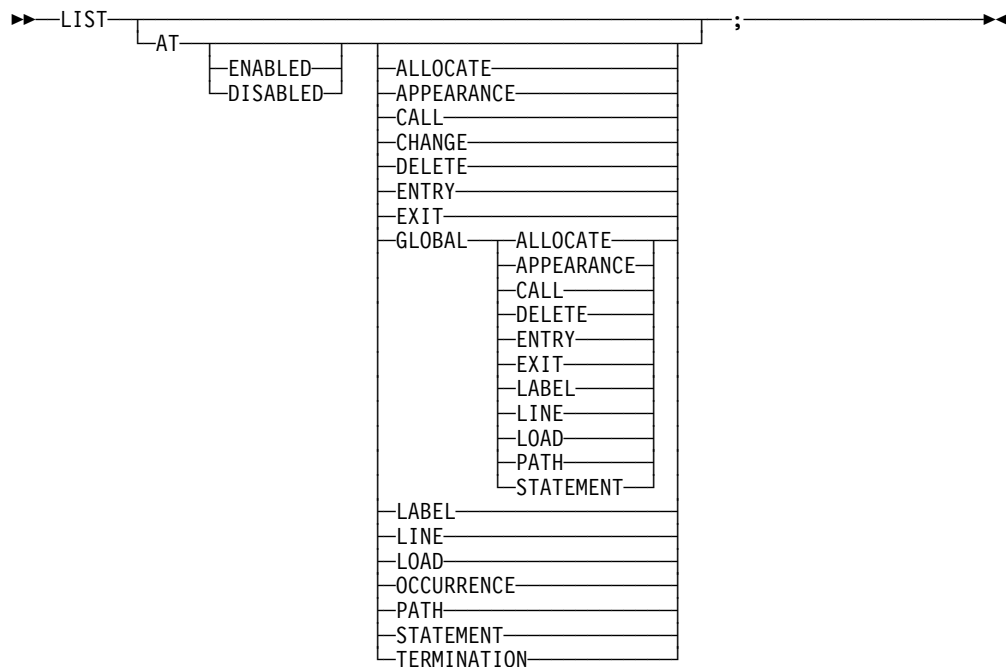 LIST ;
AT
ENABLED ALLOCATE
DISABLED APPEARANCE
CALL
CHANGE
DELETE
ENTRY
EXIT
GLOBAL ALLOCATE
APPEARANCE
CALL
DELETE
ENTRY
EXIT
LABEL
LINE
LOAD
PATH
STATEMENT
LABEL
LINE
LOAD
OCCURRENCE
PATH
STATEMENT
TERMINATION